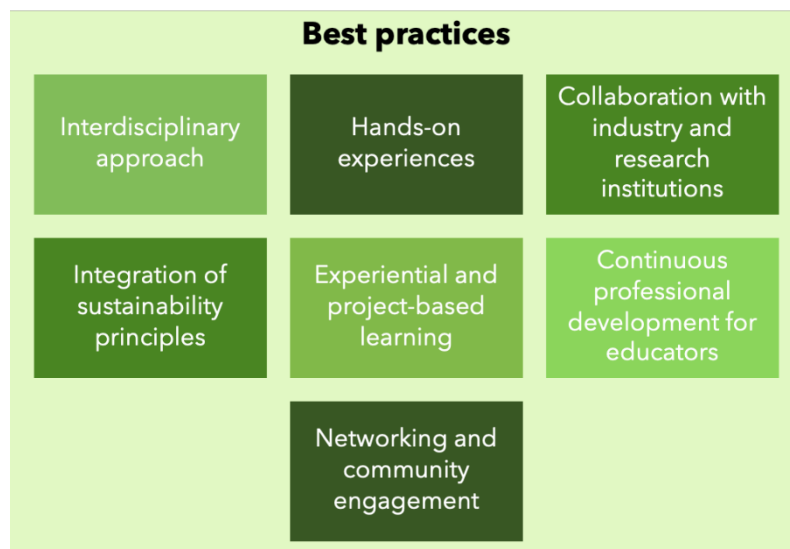 Best practices
Interdisciplinary
approach
Hands-on
experiences
Collaboration with
industry and
research
institutions
Integration of
sustainability
principles
Experiential and
project-based
learning
Continuous
professional
development for
educators
Networking and
community
engagement